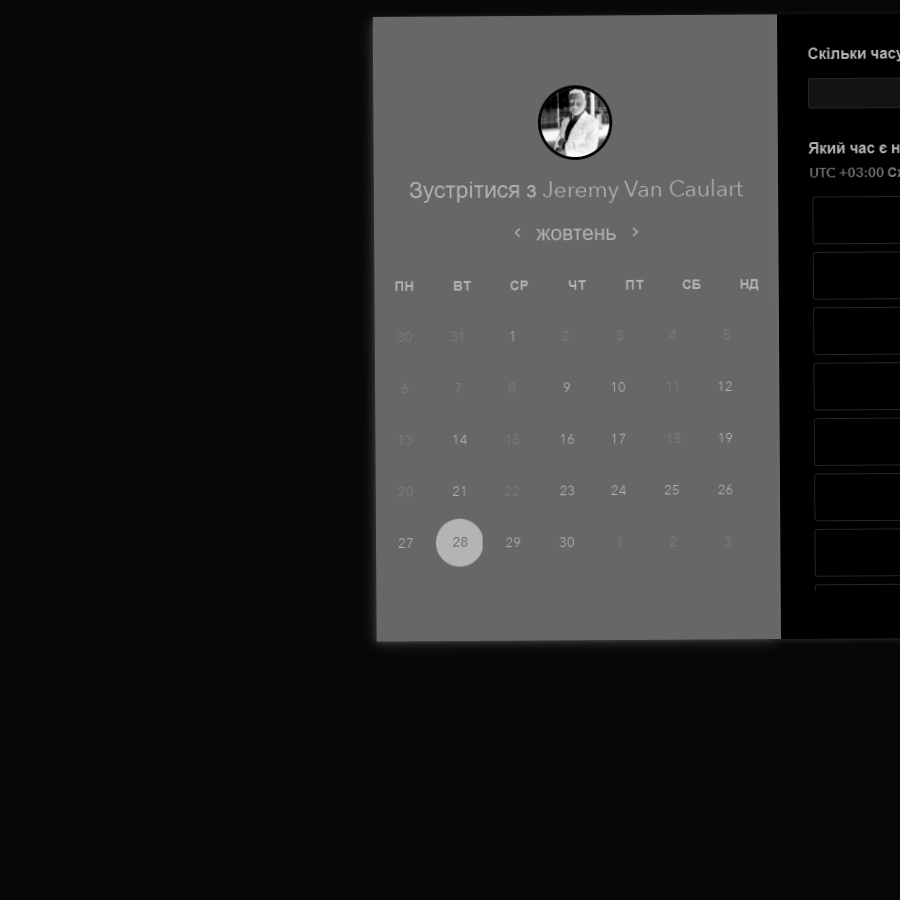 Зустрітися з Jeremy Van Caulart
жовтень
ПН ВТ СР ЧТ ПТ СБ НД
30 31 1 2 3 4 5
6 7 8 9 10 11 12
13 14 15 16 17 18 19
20 21 22 23 24 25 26
27 28 29 30 1 2 3
Скільки часу
Який час є
UTC +03:00